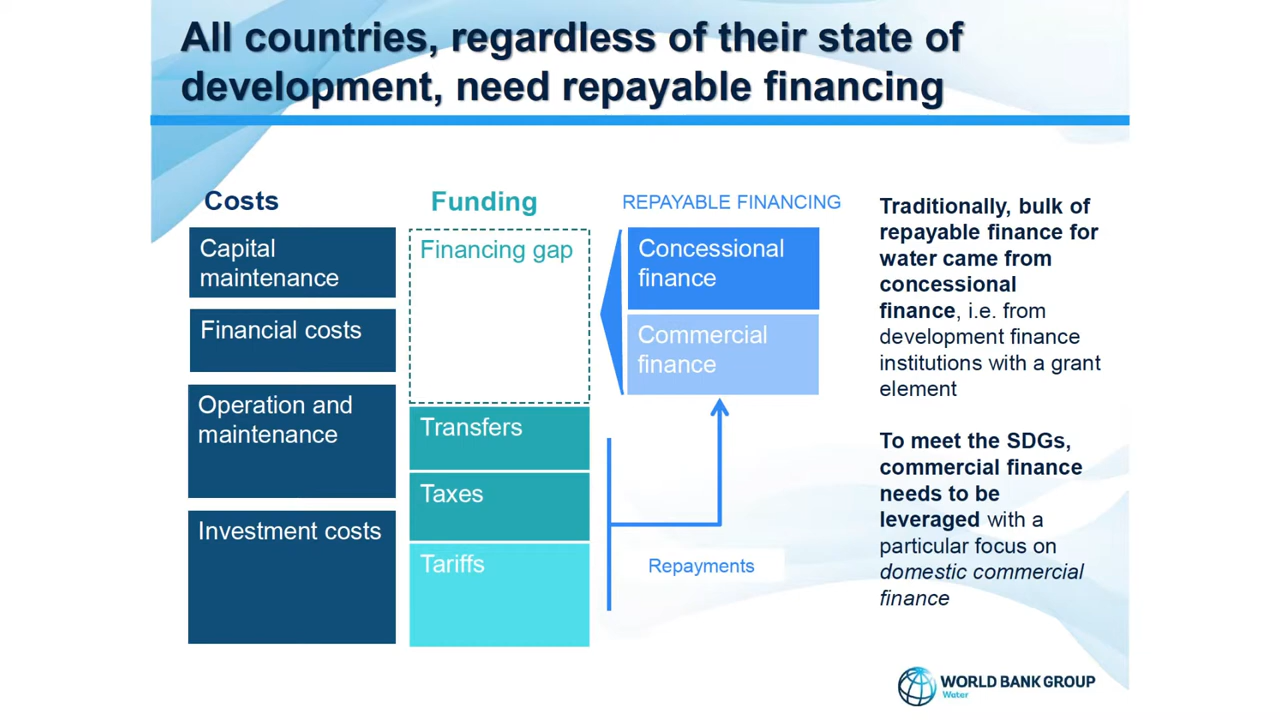 All countries, regardless of their state of
development, need repayable financing
Costs
Capital
maintenance
Financial costs
Operation and
maintenance
Investment costs
Funding
Financing gap
Transfers
Taxes
Tariffs
REPAYABLE FINANCING
Concessional
finance
Commercial
finance
Repayments
Traditionally, bulk of
repayable finance for
water came from
concessional
finance, i.e. from
development finance
institutions with a grant
element
To meet the SDGs,
commercial finance
needs to be
leveraged with a
particular focus on
domestic commercial
finance
WORLD BANK GROUP
Water